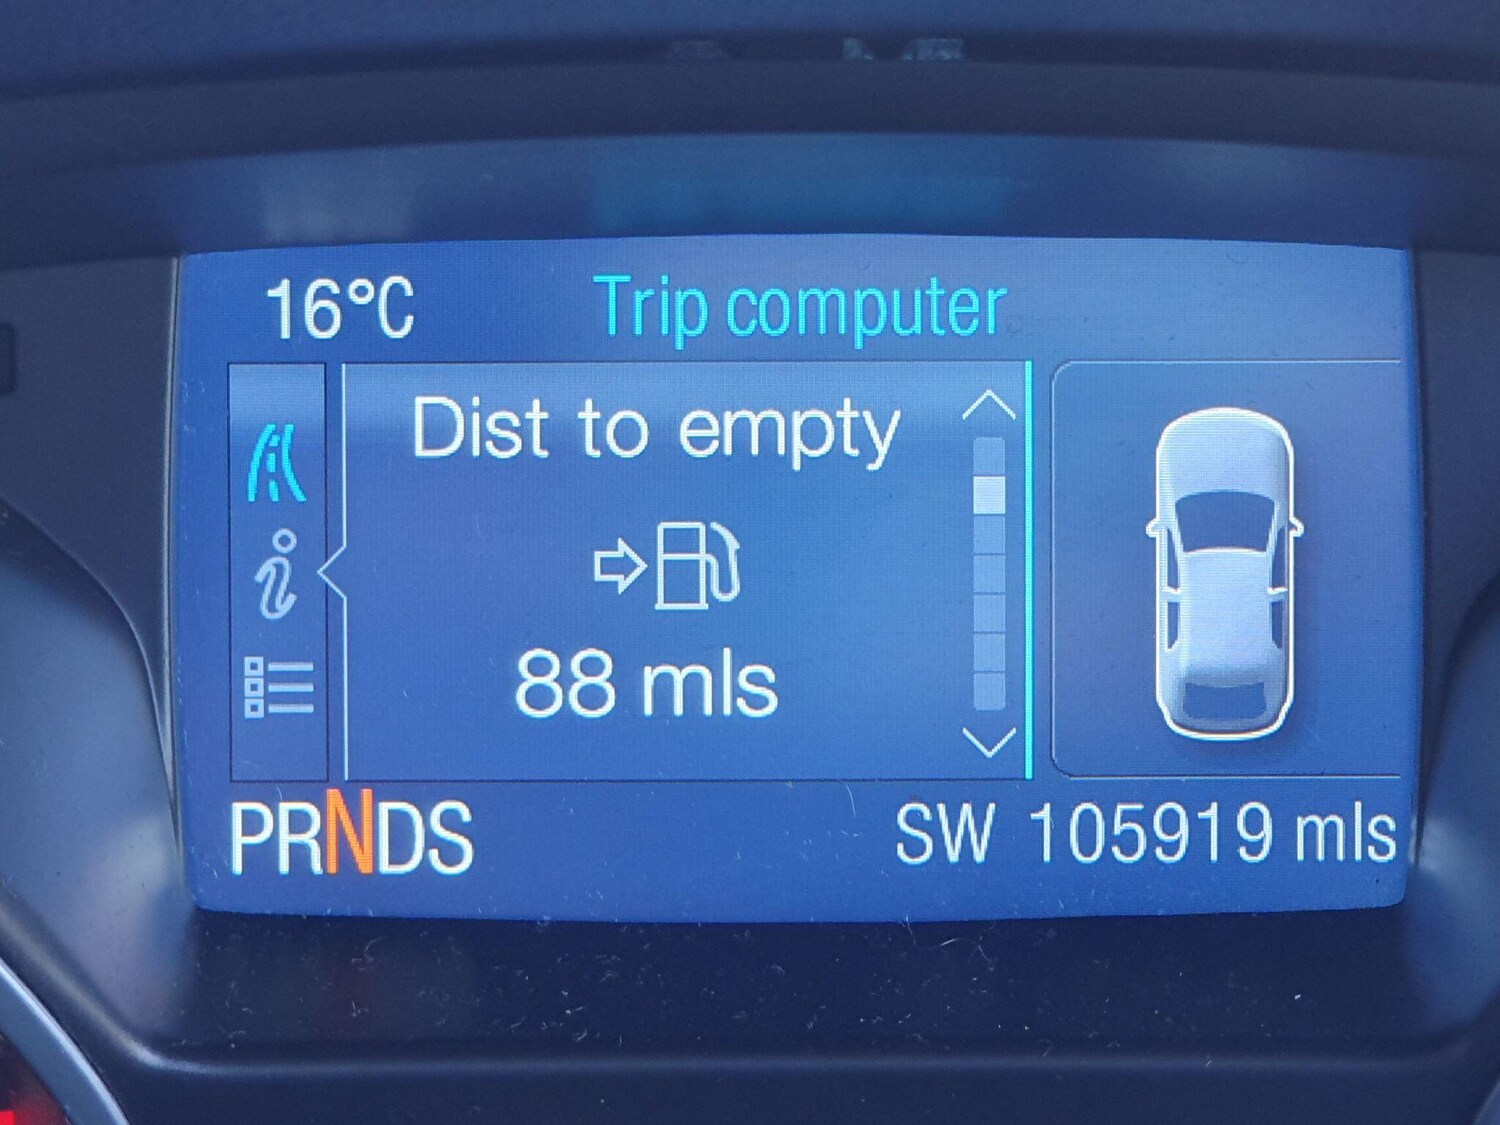 16°C Trip computer
Dist to empty
88 mls
PRNDS SW 105919 mls